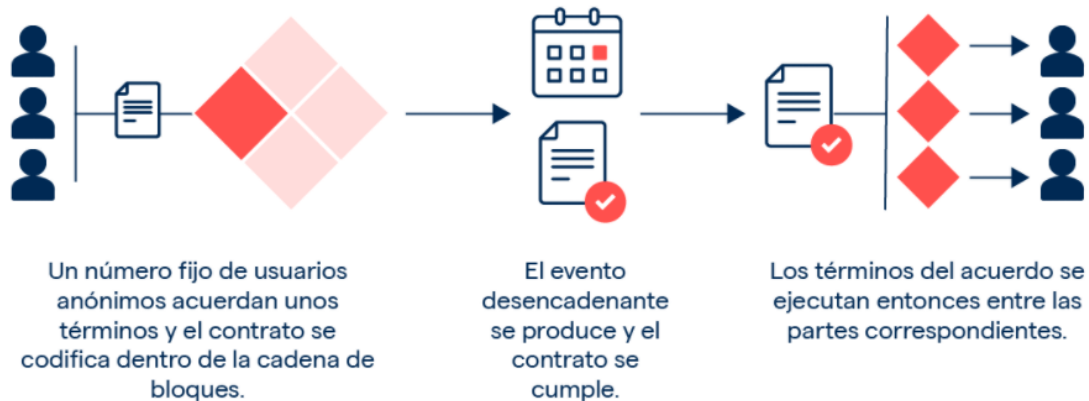 Un número fijo de usuarios
anónimos acuerdan unos
términos y el contrato se
codifica dentro de la cadena de
bloques.
El evento
desencadenante
se produce y el
contrato se
cumple.
Los términos del acuerdo se
ejecutan entonces entre las
partes correspondientes.